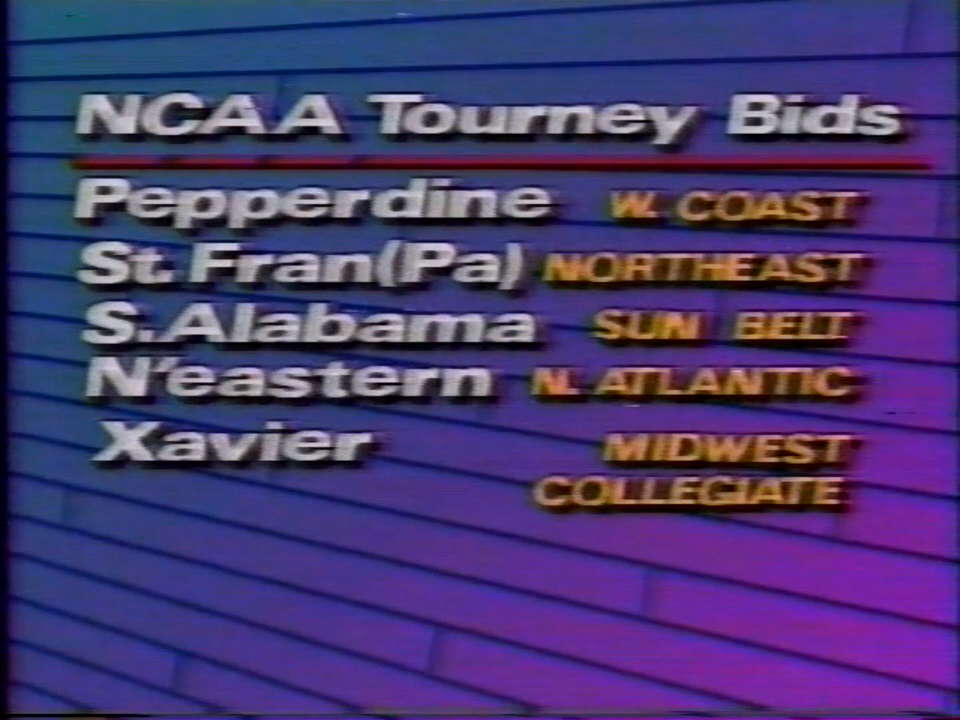 NCAA Tourney Bids
Pepperdine W. COAST
St. Fran(Pa) NORTHEAST
S.Alabama SUN BELT
N'eastern N. ATLANTIC
Xavier MIDWEST
COLLEGIATE